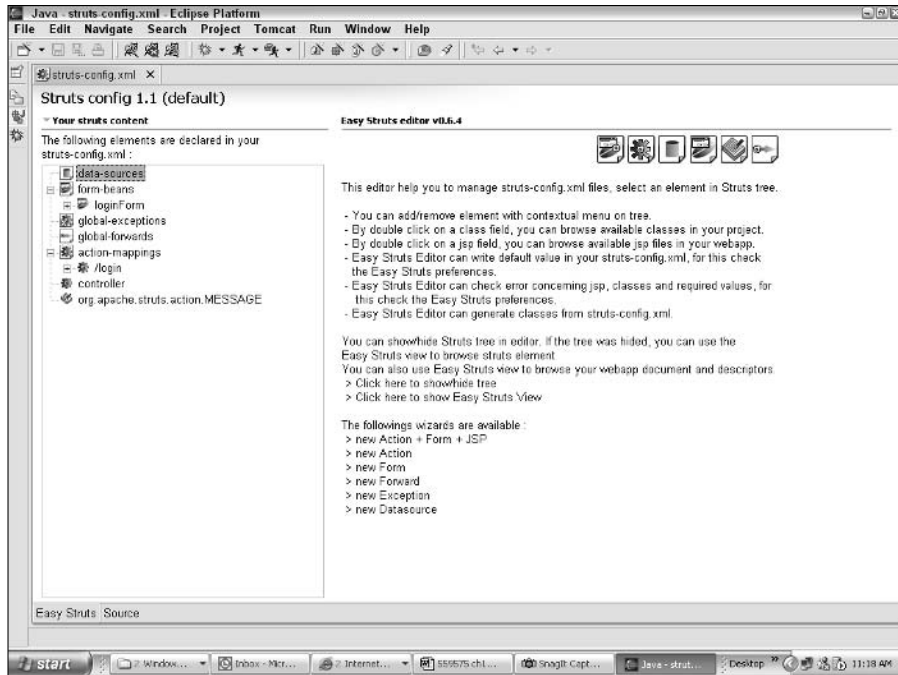 Java - struts-config.xml - Eclipse Platform
File Edit Navigate Search Project Tomcat Run Window Help
struts-config.xml
Struts config 1.1 (default)
Your struts content
The following elements are declared in your
struts-config.xml :
data-sources
form-beans
loginForm
global-exceptions
global-forwards
action-mappings
/login
controller
org.apache.struts.action.MESSAGE
Easy Struts editor v0.6.4
This editor help you to manage struts-config.xml files, select an element in Struts tree.
- You can add/remove element with contextual menu on tree.
- By double click on a class field, you can browse available classes in your project.
- By double click on a jsp field, you can browse available jsp files in your webapp.
- Easy Struts Editor can write default value in your struts-config.xml, for this check
the Easy Struts preferences.
- Easy Struts Editor can check error concerning jsp, classes and required values, for
this check the Easy Struts preferences.
- Easy Struts Editor can generate classes from struts-config.xml.
You can show/hide Struts tree in editor. If the tree was hided, you can use the
Easy Struts view to browse struts element
You can also use Easy Struts view to browse your webapp document and descriptors.
> Click here to show/hide tree
> Click here to show Easy Struts View
The followings wizards are available :
> new Action + Form + JSP
> new Action
> new Form
> new Forward
> new Exception
> new Datasource
Easy Struts Source
start
2 Window...
Inbox - Micr...
2 Internet...
559575 ch1...
SnagIt Capt...
Java - strut...
Desktop
11:18 AM